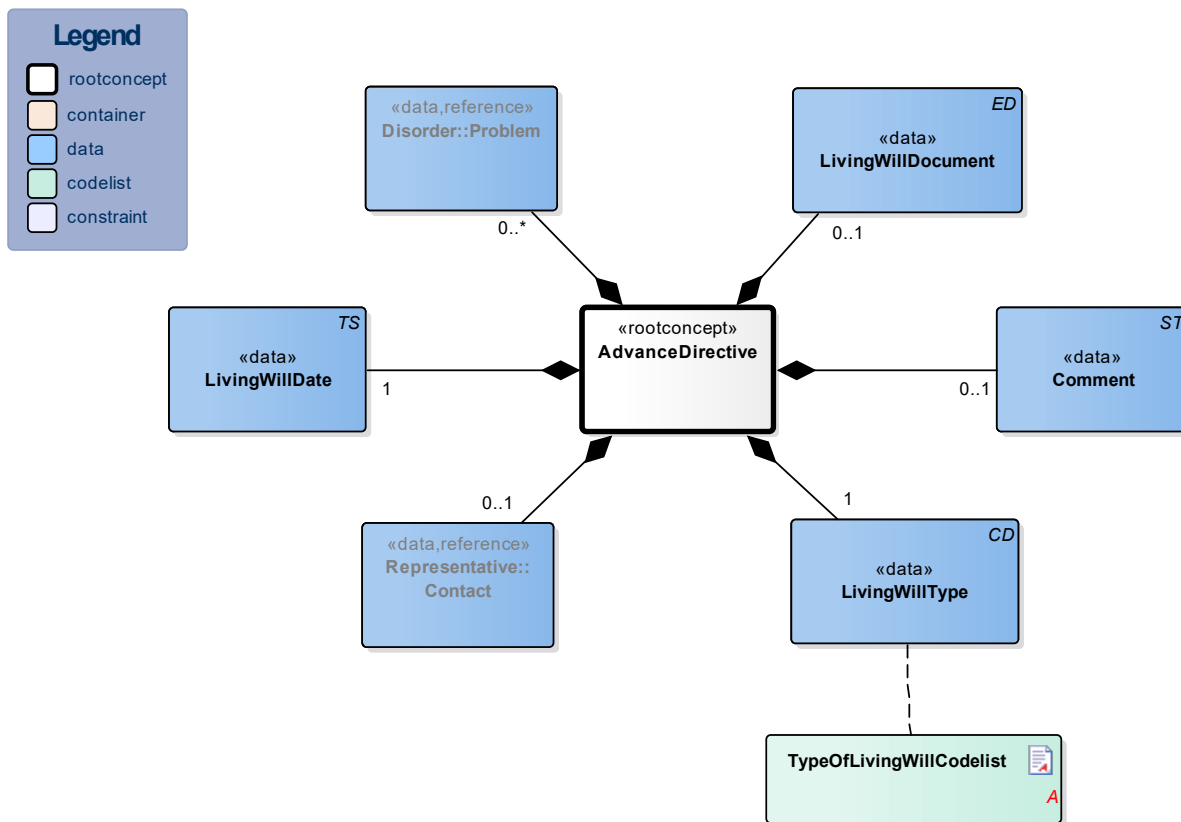 Legend
rootconcept
container
data
codelist
constraint
«data,reference»
Disorder::Problem
0..*
ED
«data»
LivingWillDocument
0..1
TS
«data»
LivingWillDate
1
«rootconcept»
AdvanceDirective
ST
«data»
Comment
0..1
0..1
«data,reference»
Representative::
Contact
1
CD
«data»
LivingWillType
TypeOfLivingWillCodelist
A